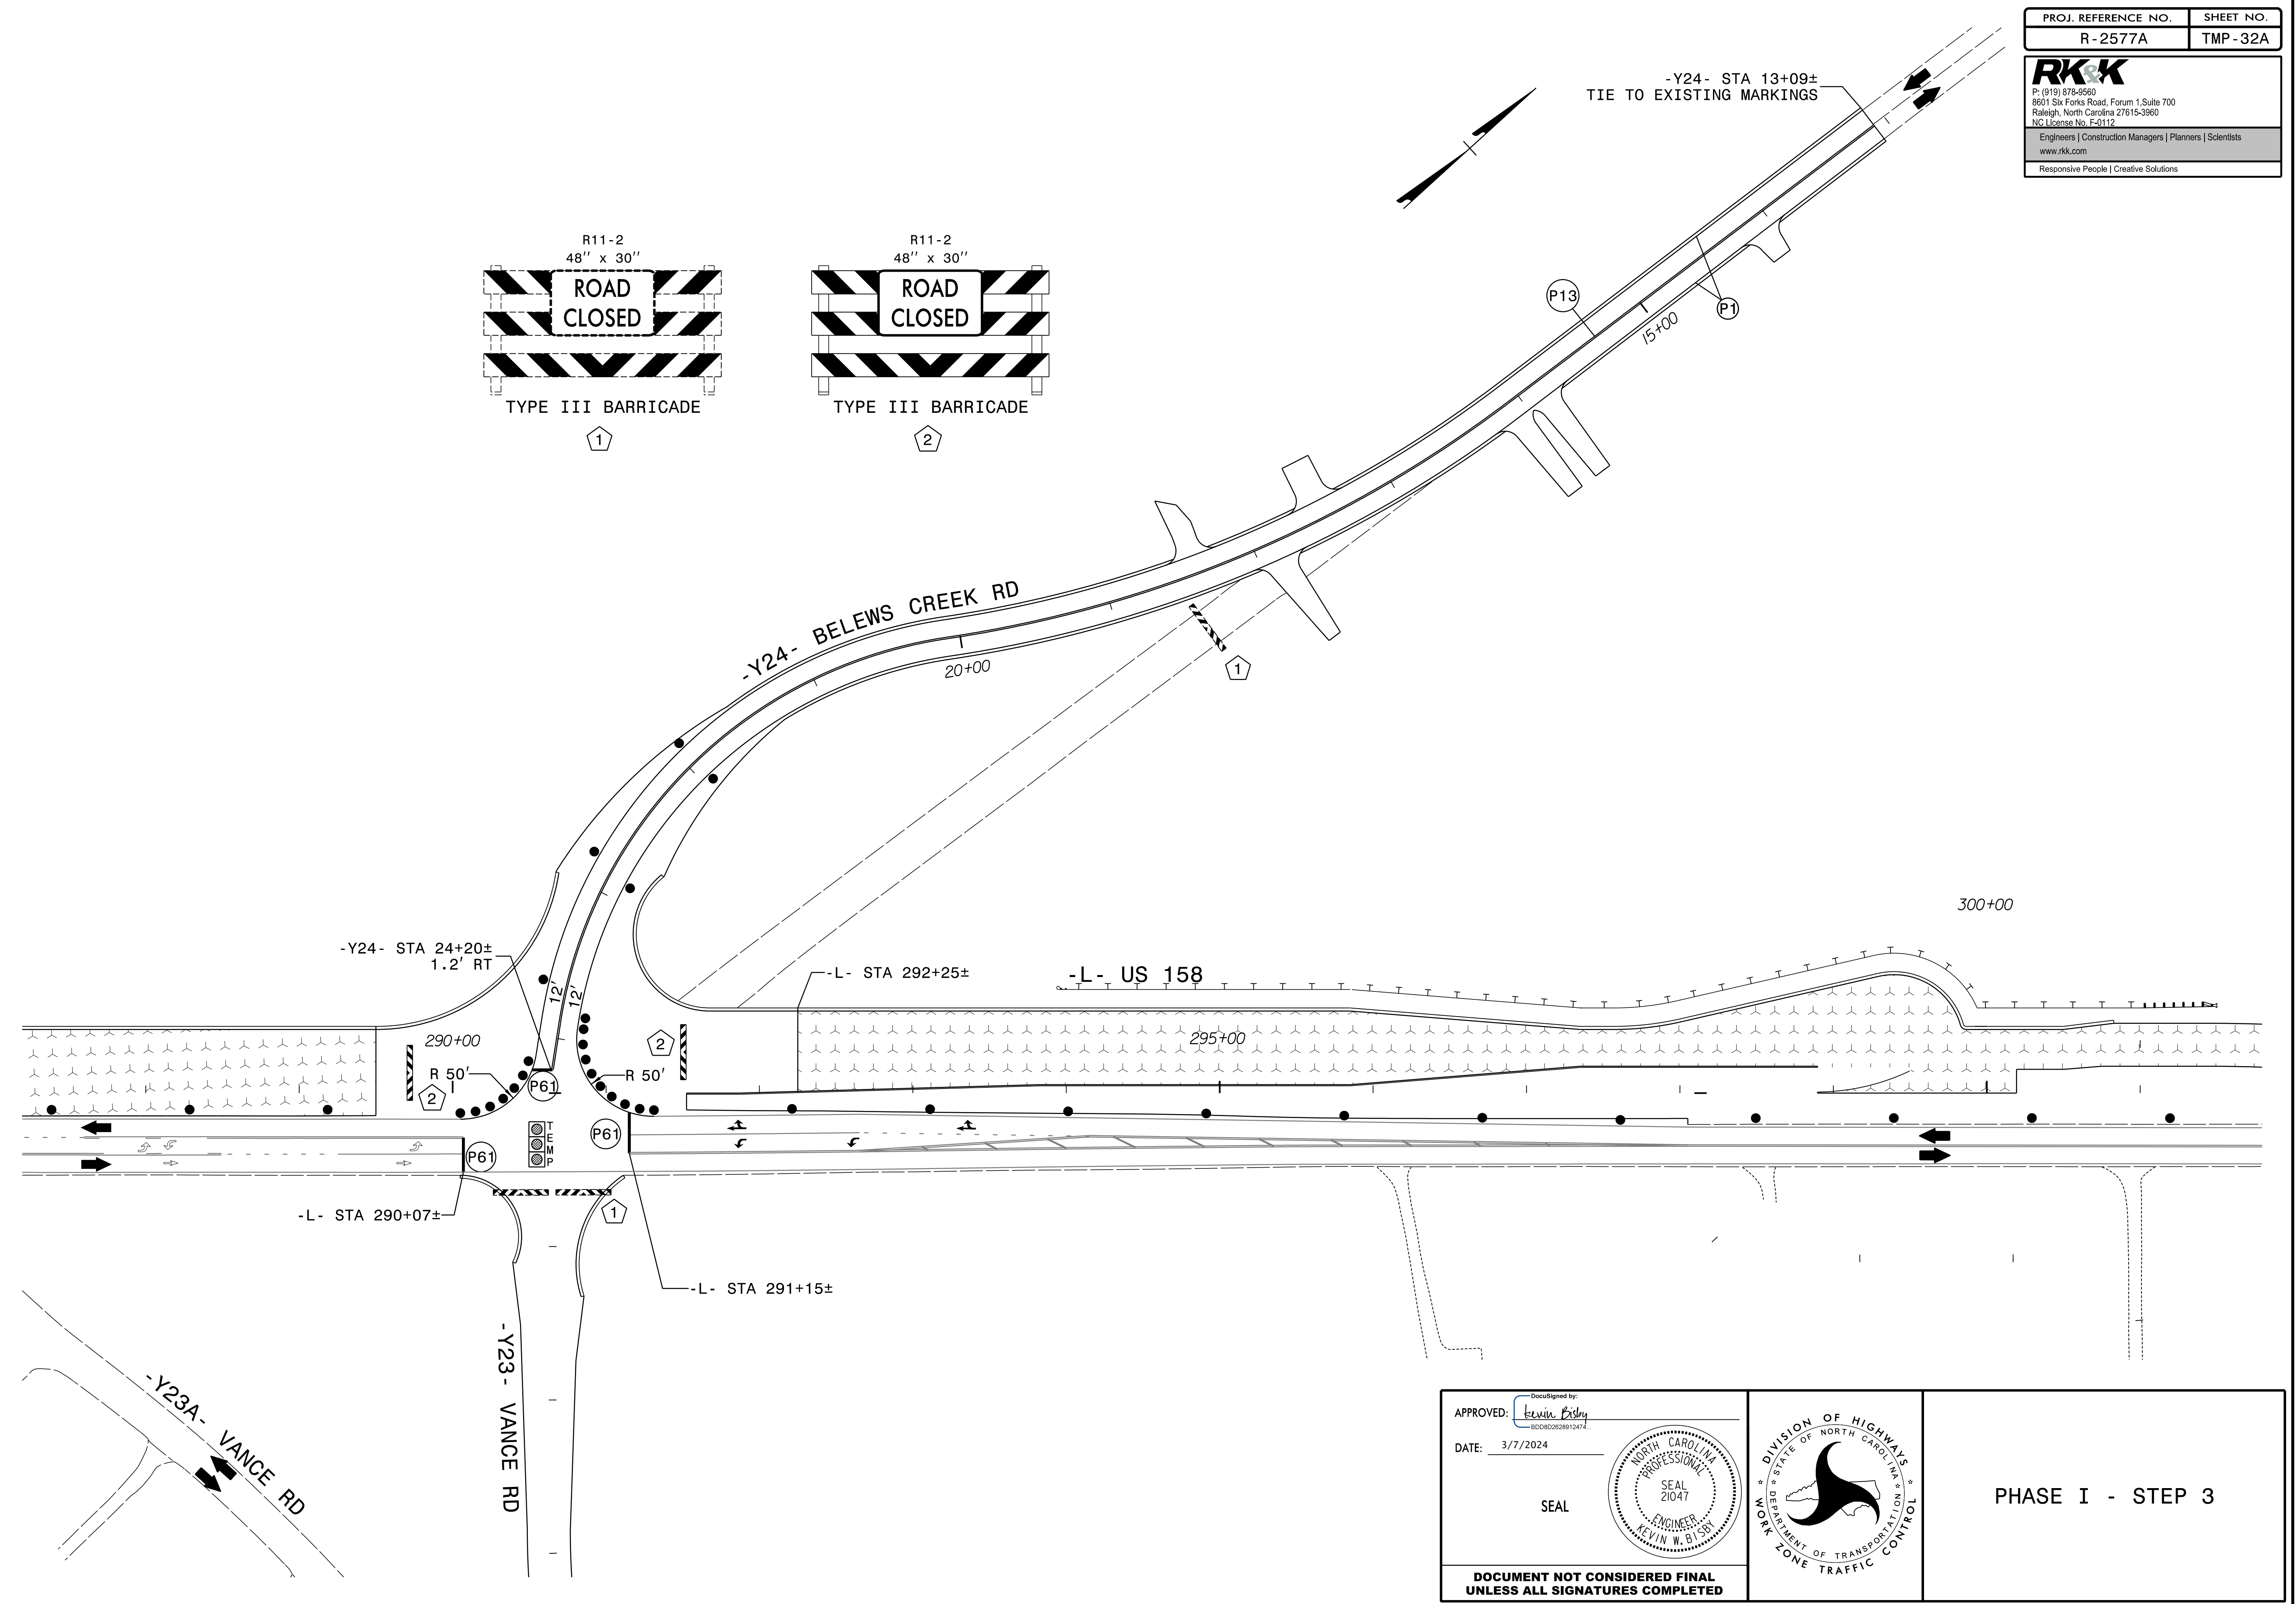 PROJ. REFERENCE NO.
SHEET NO.
R-2577A
TMP-32A
RK&K
P: (919) 878-9560
8601 Six Forks Road, Forum 1,Suite 700
Raleigh, North Carolina 27615-3960
NC License No. F-0112
Engineers | Construction Managers | Planners | Scientists
www.rkk.com
Responsive People | Creative Solutions
-Y24- STA 13+09±
TIE TO EXISTING MARKINGS
R11-2
48'' x 30''
ROAD
CLOSED
TYPE III BARRICADE
1
R11-2
48'' x 30''
ROAD
CLOSED
TYPE III BARRICADE
2
P13
P1
15+00
-Y24- BELEWS CREEK RD
20+00
1
300+00
-Y24- STA 24+20±
1.2' RT
12'
12'
-L- STA 292+25±
-L- US 158
290+00
2
295+00
R 50'
R 50'
P61
2
TEMP
P61
P61
-L- STA 290+07±
1
-L- STA 291+15±
-Y23- VANCE RD
-Y23A- VANCE RD
APPROVED:
DocuSigned by:
Kevin Bisby
BDD8D2628912474...
DATE: 3/7/2024
SEAL
NORTH CAROLINA
PROFESSIONAL
SEAL
21047
ENGINEER
KEVIN W. BISBY
DOCUMENT NOT CONSIDERED FINAL
UNLESS ALL SIGNATURES COMPLETED
DIVISION OF HIGHWAYS
STATE OF NORTH CAROLINA
DEPARTMENT OF TRANSPORTATION
WORK ZONE TRAFFIC CONTROL
PHASE I - STEP 3